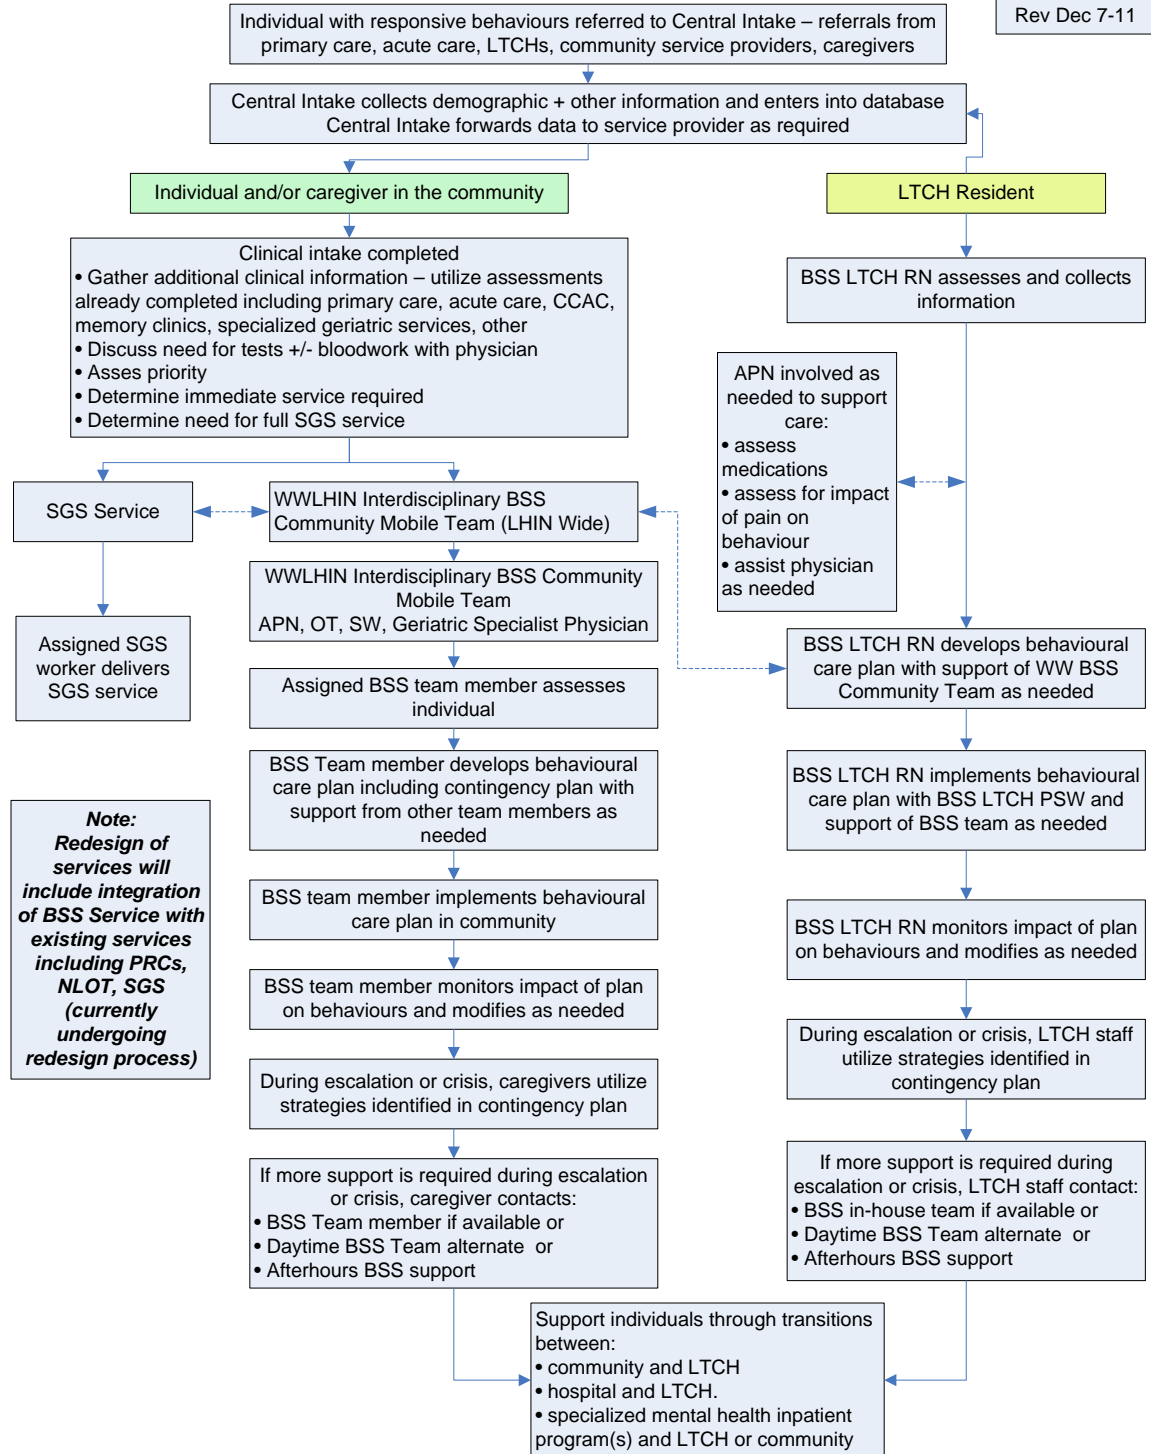 Rev Dec 7-11
Individual with responsive behaviours referred to Central Intake – referrals from
primary care, acute care, LTCHs, community service providers, caregivers
Central Intake collects demographic + other information and enters into database
Central Intake forwards data to service provider as required
Individual and/or caregiver in the community
LTCH Resident
Clinical intake completed
• Gather additional clinical information – utilize assessments
already completed including primary care, acute care, CCAC,
memory clinics, specialized geriatric services, other
• Discuss need for tests +/- bloodwork with physician
• Asses priority
• Determine immediate service required
• Determine need for full SGS service
BSS LTCH RN assesses and collects
information
APN involved as
needed to support
care:
• assess
medications
• assess for impact
of pain on
behaviour
• assist physician
as needed
SGS Service
WWLHIN Interdisciplinary BSS
Community Mobile Team (LHIN Wide)
Assigned SGS
worker delivers
SGS service
WWLHIN Interdisciplinary BSS Community
Mobile Team
APN, OT, SW, Geriatric Specialist Physician
BSS LTCH RN develops behavioural
care plan with support of WW BSS
Community Team as needed
Assigned BSS team member assesses
individual
BSS Team member develops behavioural
care plan including contingency plan with
support from other team members as
needed
BSS LTCH RN implements behavioural
care plan with BSS LTCH PSW and
support of BSS team as needed
Note:
Redesign of
services will
include integration
of BSS Service with
existing services
including PRCs,
NLOT, SGS
(currently
undergoing
redesign process)
BSS team member implements behavioural
care plan in community
BSS LTCH RN monitors impact of plan
on behaviours and modifies as needed
BSS team member monitors impact of plan
on behaviours and modifies as needed
During escalation or crisis, LTCH staff
utilize strategies identified in
contingency plan
During escalation or crisis, caregivers utilize
strategies identified in contingency plan
If more support is required during escalation
or crisis, caregiver contacts:
• BSS Team member if available or
• Daytime BSS Team alternate or
• Afterhours BSS support
If more support is required during
escalation or crisis, LTCH staff contact:
• BSS in-house team if available or
• Daytime BSS Team alternate or
• Afterhours BSS support
Support individuals through transitions
between:
• community and LTCH
• hospital and LTCH.
• specialized mental health inpatient
program(s) and LTCH or community